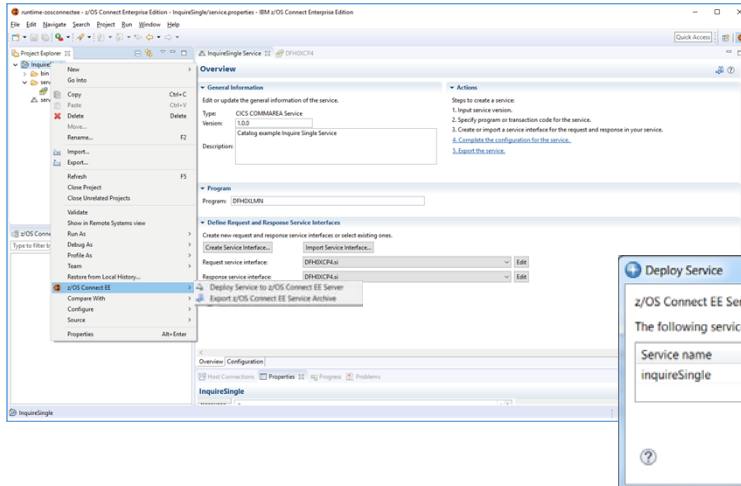 runtime-zosconnectee - z/OS Connect Enterprise Edition - InquireSingle/service.properties - IBM z/OS Connect Enterprise Edition
File Edit Navigate Search Project Run Window Help
Quick Access
Project Explorer
InquireSingle Service
DFH0XCP4
Overview
General Information
Edit or update the general information of the service.
Type: CICS COMMAREA Service
Version: 1.0.0
Description: Catalog example Inquire Single Service
Actions
Steps to create a service:
1. Input service version.
2. Specify program or transaction code for the service.
3. Create or import a service interface for the request and response in your service.
4. Complete the configuration for the service.
5. Export the service.
Program
Program: DFH0XLMN
Define Request and Response Service Interfaces
Create new request and response service interfaces or select existing ones.
Create Service Interface... Import Service Interface...
Request service interface: DFH0XCP4.si Edit
Response service interface: DFH0XCP4.si Edit
Overview Configuration
Host Connections Properties Progress Problems
InquireSingle
bin
New
Go Into
Copy Ctrl+C
Paste Ctrl+V
Delete Delete
Move...
Rename... F2
Import...
Export...
Refresh F5
Close Project
Close Unrelated Projects
Validate
Show in Remote Systems view
Run As
Debug As
Profile As
Team
Restore from Local History...
z/OS Connect EE
Compare With
Configure
Source
Properties Alt+Enter
Deploy Service to z/OS Connect EE Server
Export z/OS Connect EE Service Archive
z/OS Conne
Type to filter b
InquireSingle
Deploy Service
z/OS Connect EE Ser
The following servic
Service name
inquireSingle